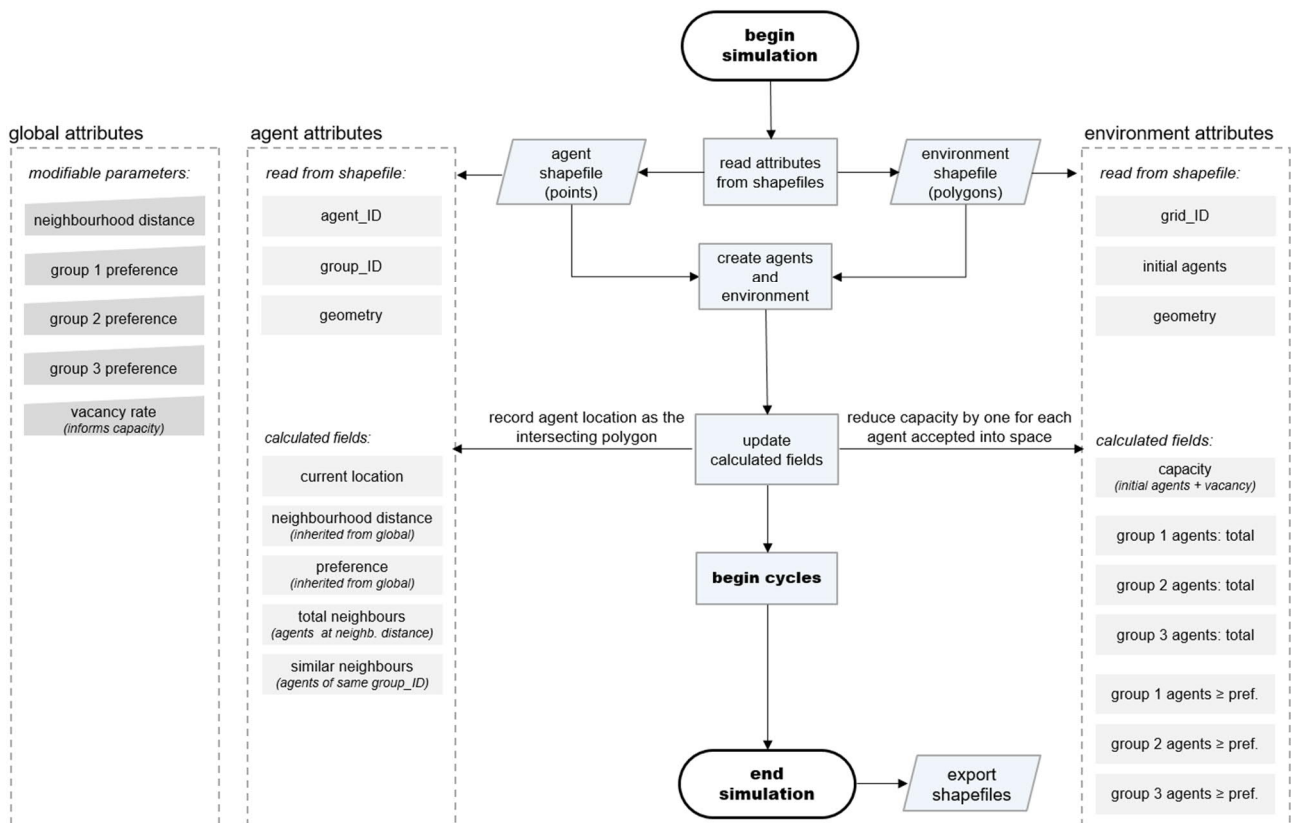 begin
simulation
global attributes
modifiable parameters:
neighbourhood distance
group 1 preference
group 2 preference
group 3 preference
vacancy rate
(informs capacity)
agent attributes
read from shapefile:
agent_ID
group_ID
geometry
calculated fields:
current location
neighbourhood distance
(inherited from global)
preference
(inherited from global)
total neighbours
(agents at neighb. distance)
similar neighbours
(agents of same group_ID)
agent
shapefile
(points)
read attributes
from shapefiles
environment
shapefile
(polygons)
create agents
and
environment
record agent location as the
intersecting polygon
update
calculated fields
reduce capacity by one for each
agent accepted into space
begin cycles
end
simulation
export
shapefiles
environment attributes
read from shapefile:
grid_ID
initial agents
geometry
calculated fields:
capacity
(initial agents + vacancy)
group 1 agents: total
group 2 agents: total
group 3 agents: total
group 1 agents ≥ pref.
group 2 agents ≥ pref.
group 3 agents ≥ pref.